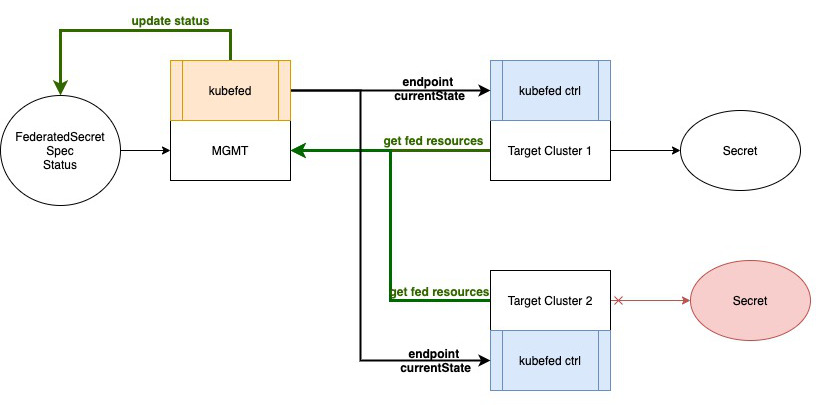 update status
kubefed
endpoint
currentState
kubefed ctrl
FederatedSecret
Spec
Status
MGMT
get fed resources
Target Cluster 1
Secret
get fed resources
Target Cluster 2
Secret
endpoint
currentState
kubefed ctrl